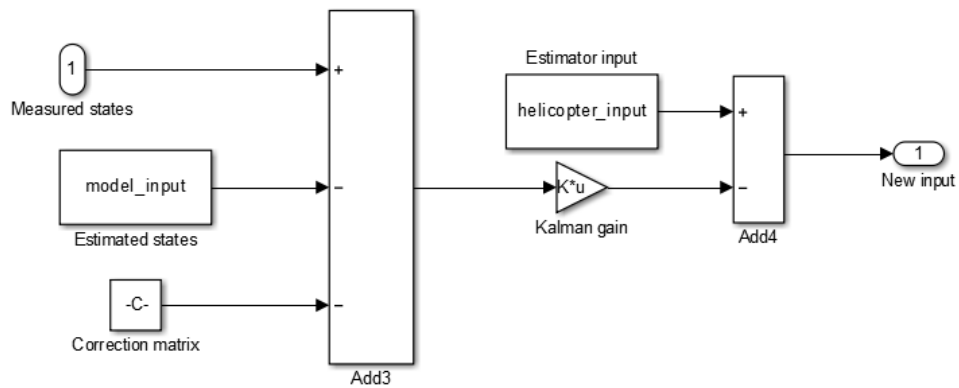 1
Measured states
+
model_input
Estimated states
-
-C-
Correction matrix
-
Add3
Estimator input
helicopter_input
+
K*u
Kalman gain
-
Add4
1
New input